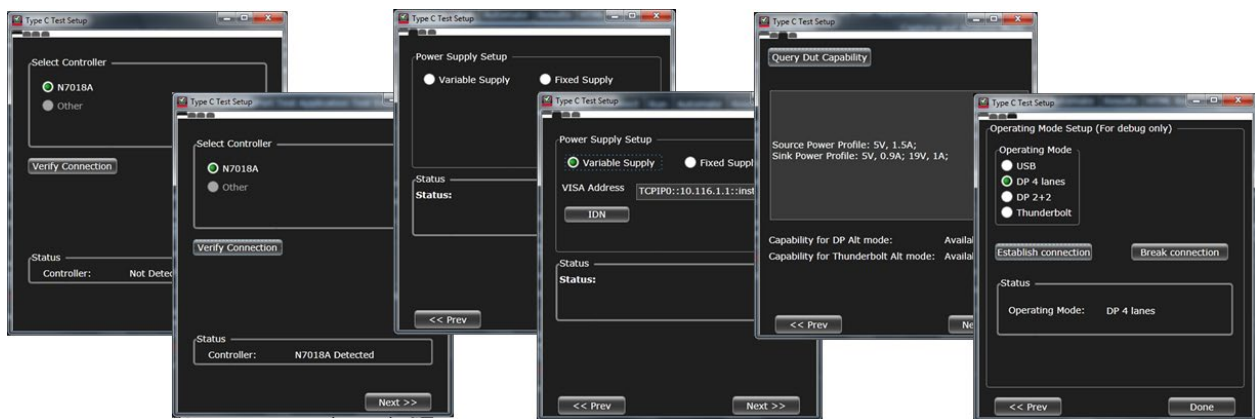 Type C Test Setup
Select Controller
N7018A
Other
Verify Connection
Status
Controller: Not
Type C Test Setup
Select Controller
N7018A
Other
Verify Connection
Status
Controller: N7018A Detected
Next >>
Type C Test Setup
Power Supply Setup
Variable Supply Fixed Supply
Status
Status:
<< Prev
Type C Test Setup
Power Supply Setup
Variable Supply Fixed
VISA Address TCPIP0::10.116.1.1::inst
IDN
Status
Status:
<< Prev Next >>
Type C Test Setup
Query Dut Capability
Source Power Profile: 5V, 1.5A;
Sink Power Profile: 5V, 0.9A; 19V, 1A;
Capability for DP Alt mode:
Capability for Thunderbolt Alt mode:
<< Prev
Type C Test Setup
Operating Mode Setup (For debug only)
Operating Mode
USB
DP 4 lanes
DP 2+2
Thunderbolt
Establish connection Break connection
Status
Operating Mode: DP 4 lanes
<< Prev Done